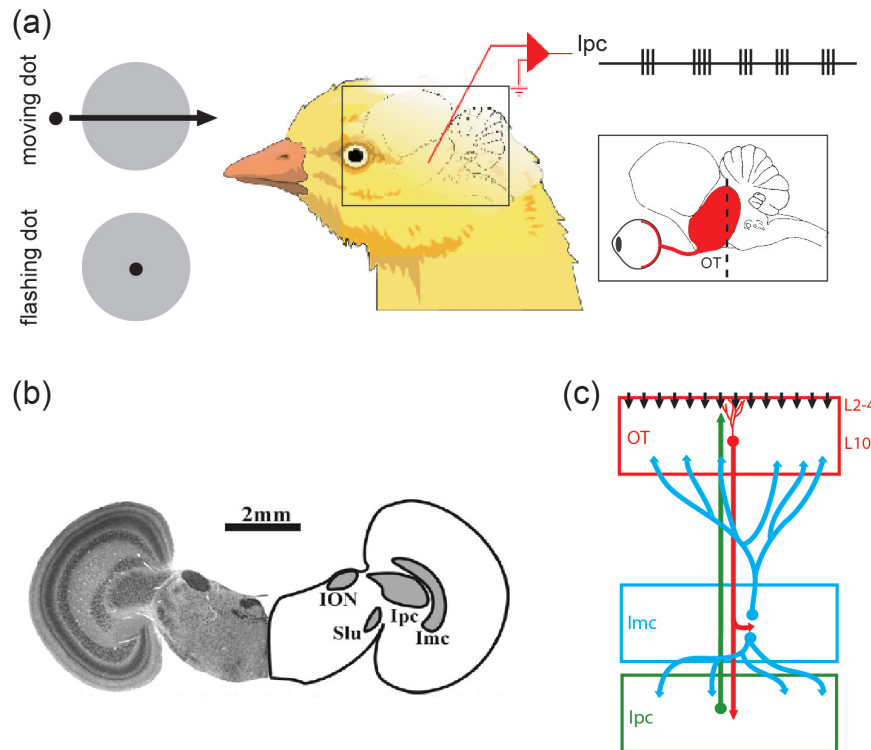 (a)
moving dot
flashing dot
Ipc
OT
(b)
2mm
ION
Ipc
Slu
Imc
(c)
L2-4
OT
L10
Imc
Ipc